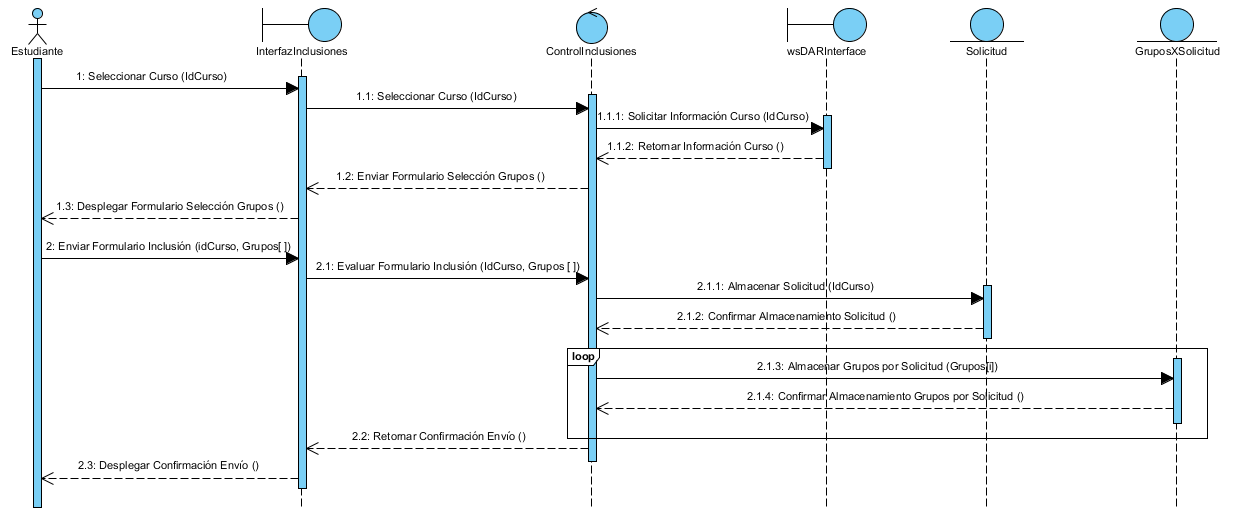 Estudiante
InterfazInclusiones
ControlInclusiones
wsDARInterface
Solicitud
GruposXSolicitud
1: Seleccionar Curso (IdCurso)
1.1: Seleccionar Curso (IdCurso)
1.1.1: Solicitar Información Curso (IdCurso)
1.1.2: Retornar Información Curso ()
1.2: Enviar Formulario Selección Grupos ()
1.3: Desplegar Formulario Selección Grupos ()
2: Enviar Formulario Inclusión (idCurso, Grupos[ ])
2.1: Evaluar Formulario Inclusión (IdCurso, Grupos [ ])
2.1.1: Almacenar Solicitud (IdCurso)
2.1.2: Confirmar Almacenamiento Solicitud ()
loop
2.1.3: Almacenar Grupos por Solicitud (Grupos[i])
2.1.4: Confirmar Almacenamiento Grupos por Solicitud ()
2.2: Retornar Confirmación Envío ()
2.3: Desplegar Confirmación Envío ()